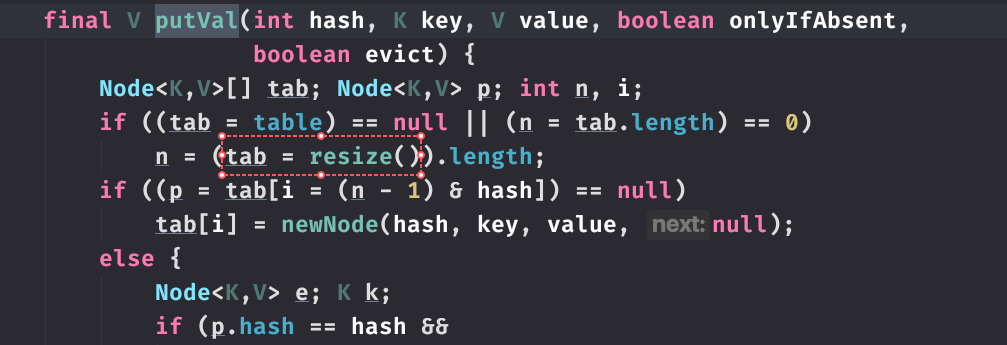 final V putVal(int hash, K key, V value, boolean onlyIfAbsent,
boolean evict) {
Node<K,V>[] tab; Node<K,V> p; int n, i;
if ((tab = table) == null || (n = tab.length) == 0)
n = (tab = resize()).length;
if ((p = tab[i = (n - 1) & hash]) == null)
tab[i] = newNode(hash, key, value, next: null);
else {
Node<K,V> e; K k;
if (p.hash == hash &&